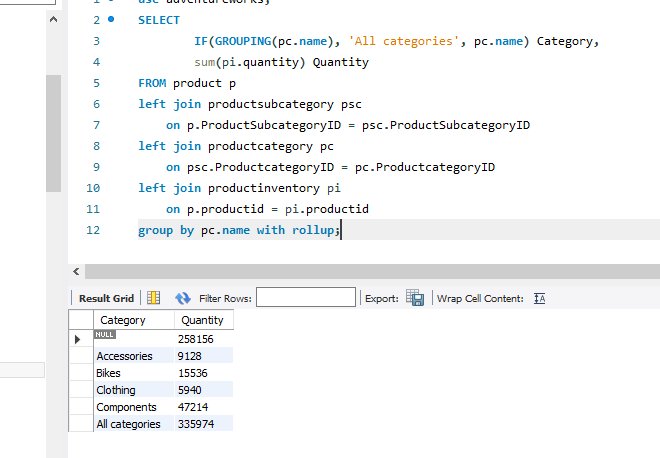 2 SELECT
3 IF(GROUPING(pc.name), 'All categories', pc.name) Category,
4 sum(pi.quantity) Quantity
5 FROM product p
6 left join productsubcategory psc
7 on p.ProductSubcategoryID = psc.ProductSubcategoryID
8 left join productcategory pc
9 on psc.ProductcategoryID = pc.ProductcategoryID
10 left join productinventory pi
11 on p.productid = pi.productid
12 group by pc.name with rollup;
Result Grid Filter Rows: Export: Wrap Cell Content: IA
Category Quantity
NULL 258156
Accessories 9128
Bikes 15536
Clothing 5940
Components 47214
All categories 335974